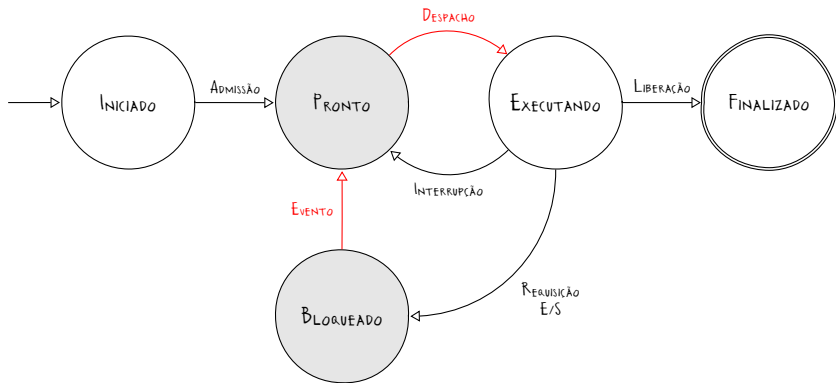 Despacho
Iniciado
Admissão
Pronto
Executando
Liberação
Finalizado
Interrupção
Evento
Requisição
E/S
Bloqueado